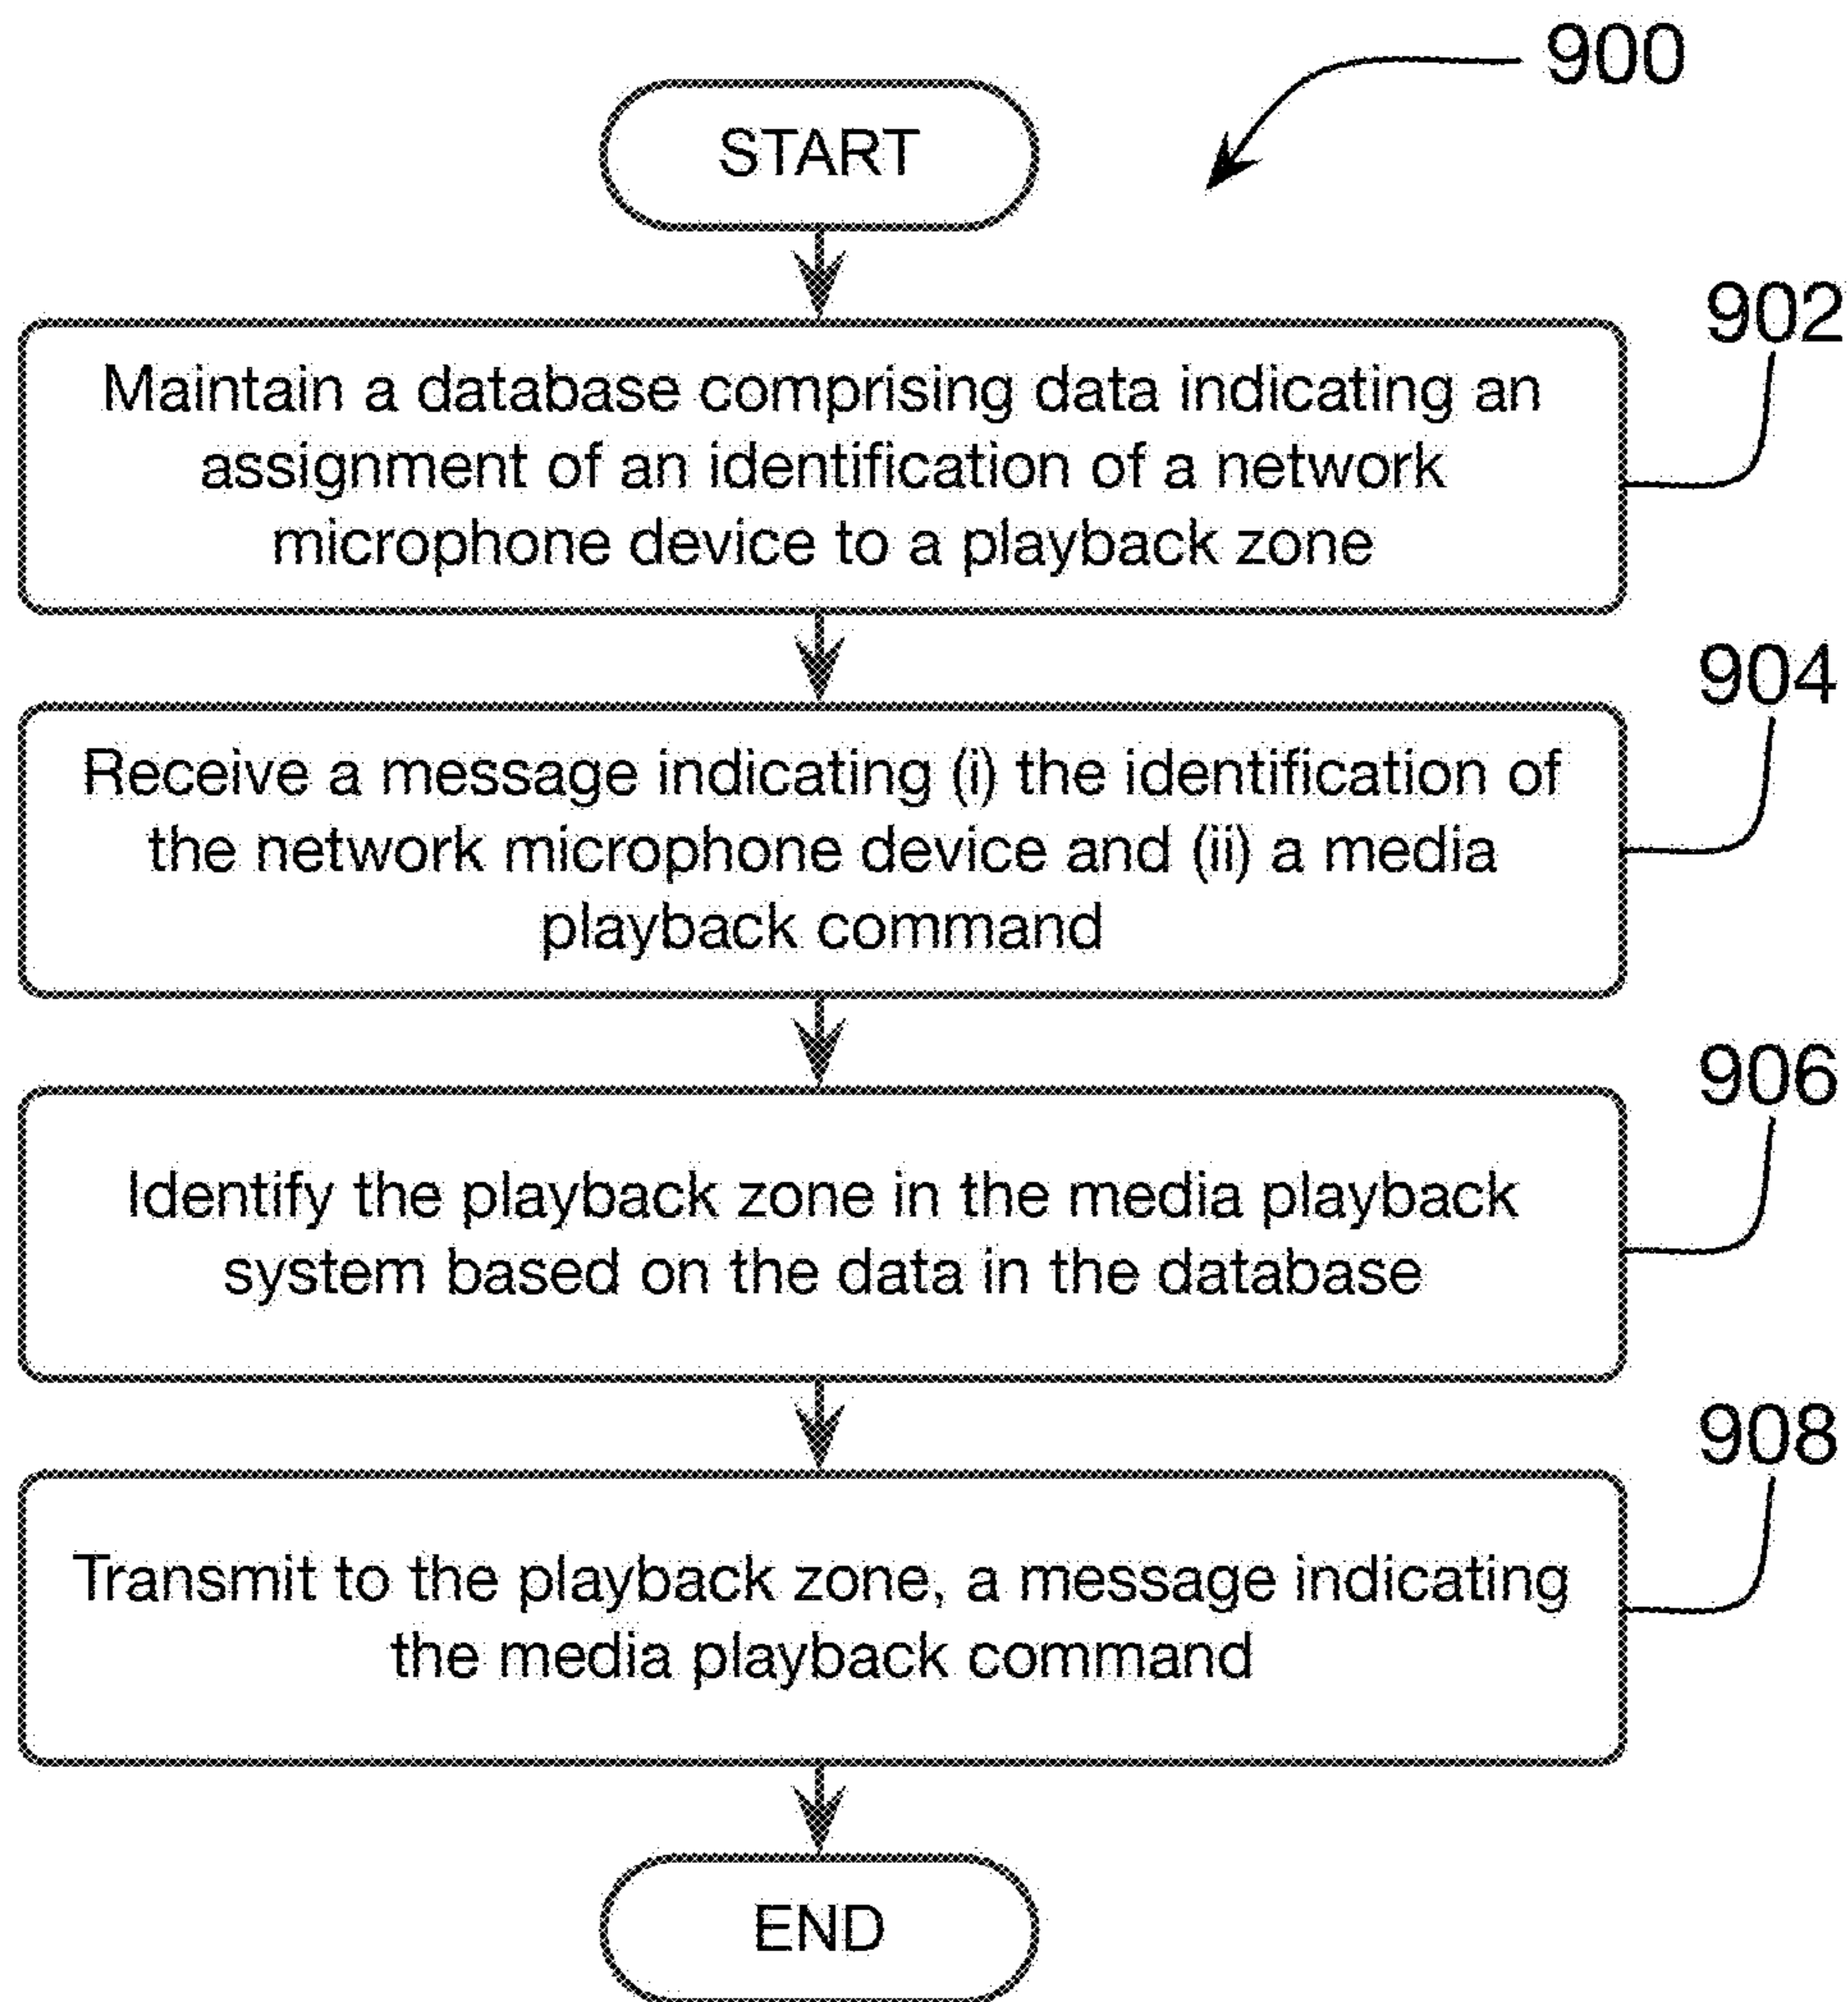 900
START
902
Maintain a database comprising data indicating an
assignment of an identification of a network
microphone device to a playback zone
904
Receive a message indicating (i) the identification of
the network microphone device and (ii) a media
playback command
906
Identify the playback zone in the media playback
system based on the data in the database
908
Transmit to the playback zone, a message indicating
the media playback command
END